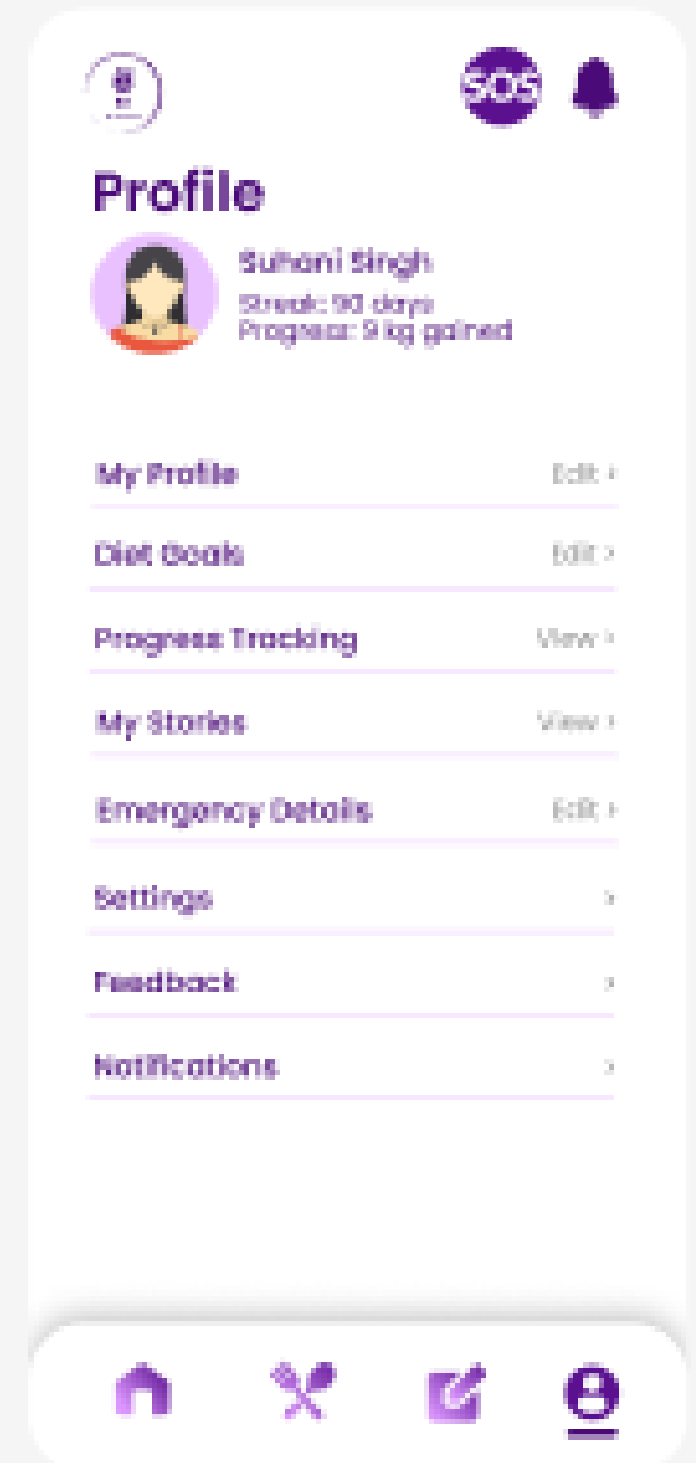 SOS
Profile
Suhani Singh
Streak: 90 days
Progress: 9 kg gained
My Profile Edit ›
Diet Goals Edit ›
Progress Tracking View ›
My Stories View ›
Emergency Details Edit ›
Settings ›
Feedback ›
Notifications ›